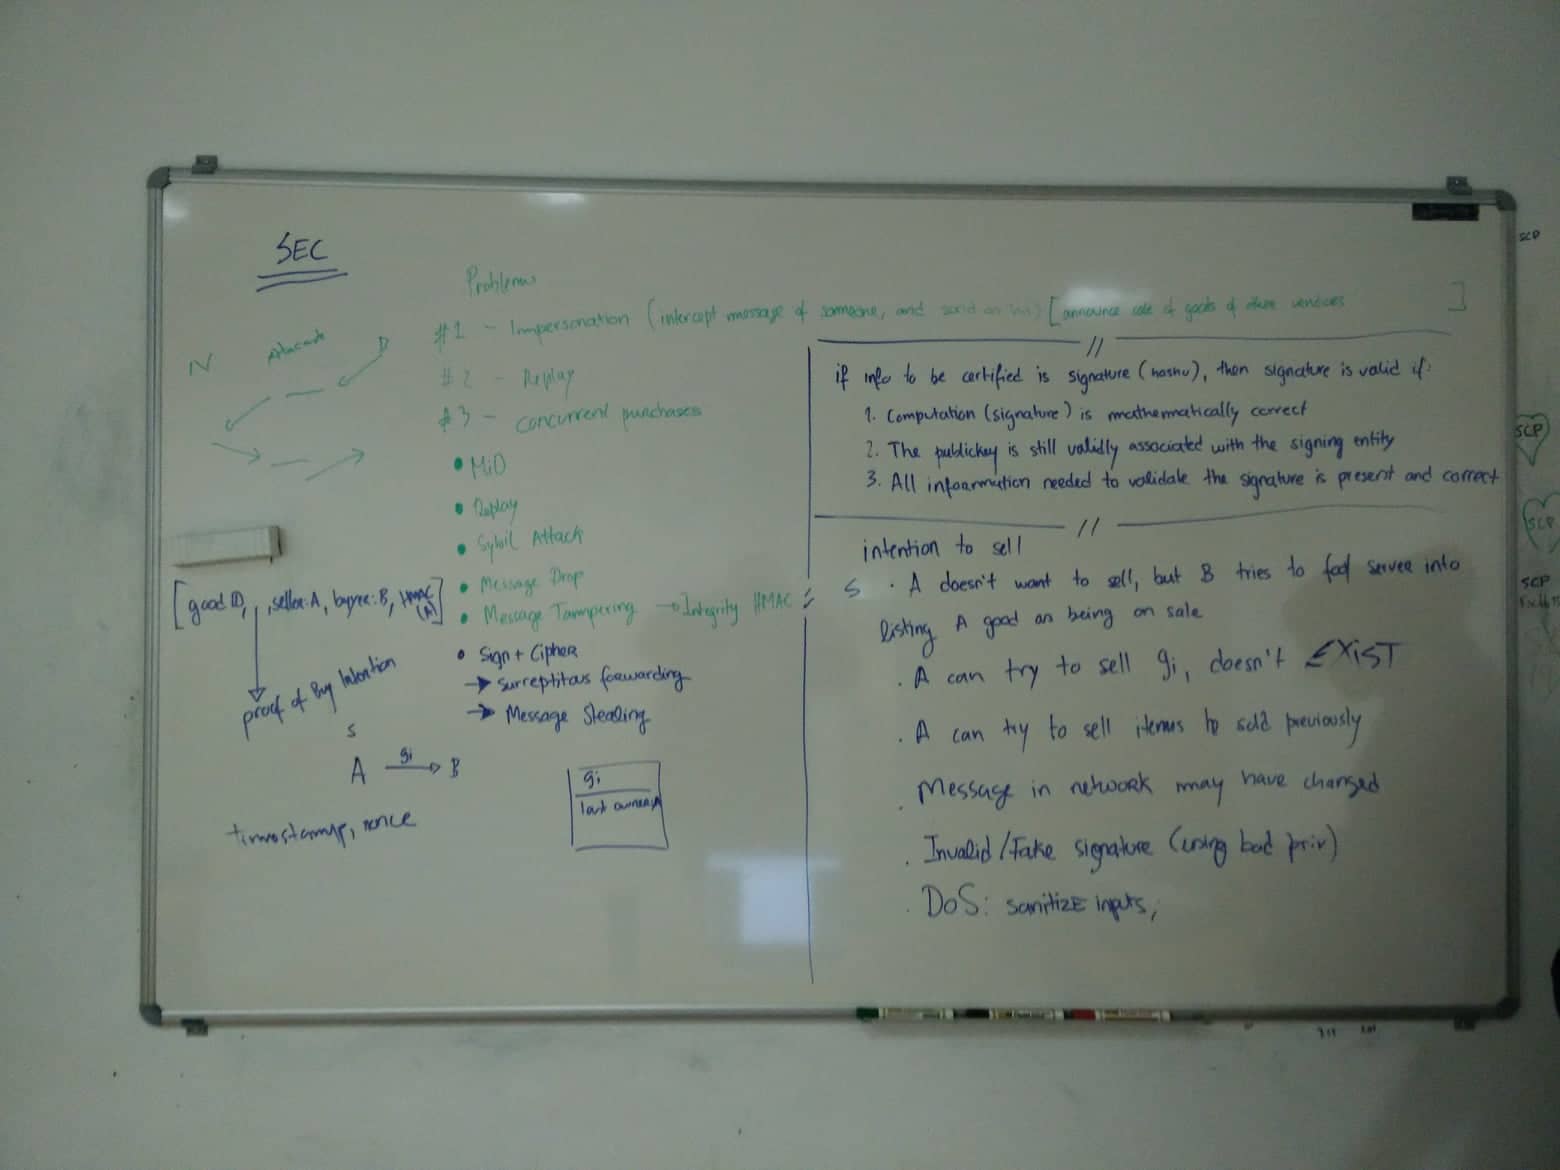 SEC
Problems
#1 - Impersonation (intercept message of someone, and send on his) [announce sale of goods of other vendors ]
#2 - Replay
#3 - concurrent purchases
N
• MiD
• Replay
• Sybil Attack
• Message Drop
• Message Tampering → Integrity HMAC
• Sign + Cipher
→ surreptitous forwarding
→ Message Stealing
[good ID, , seller: A, buyer: B, HMAC (A)]
proof of Buy Intention
S
A gi → B
timestamp, nonce
gi
last owner: A
//
if info to be certified is signature (hash), then signature is valid if:
1. Computation (signature) is mathematically correct
2. The publickey is still validly associated with the signing entity
3. All information needed to validate the signature is present and correct
//
intention to sell
S • A doesn't want to sell, but B tries to fool server into
listing A good as being on sale
• A can try to sell gi, doesn't EXIST
• A can try to sell items he sold previously
• Message in network may have changed
• Invalid/Fake signature (using bad priv)
• DoS: sanitize inputs,
SCP
SCP
SCP
SCP